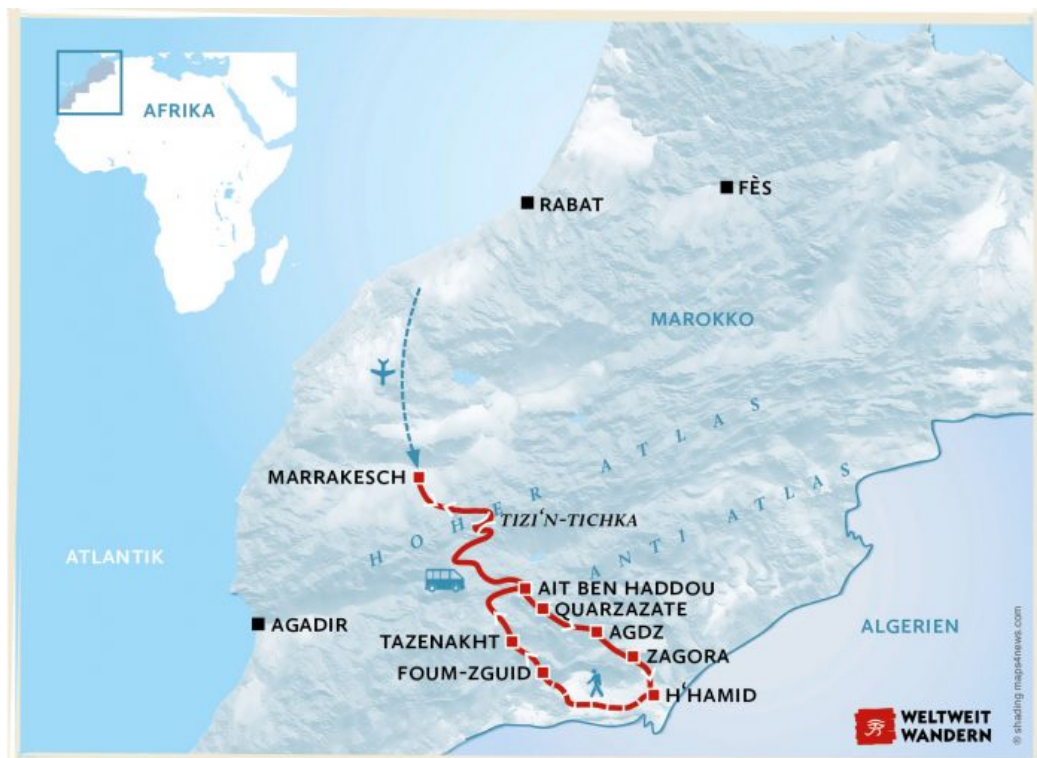 AFRIKA
RABAT
FÈS
MAROKKO
MARRAKESCH
HOHER ATLAS
TIZI‘N-TICHKA
ANTI ATLAS
ATLANTIK
AIT BEN HADDOU
QUARZAZATE
AGADIR
AGDZ
ALGERIEN
TAZENAKHT
ZAGORA
FOUM-ZGUID
H‘HAMID
WELTWEIT
WANDERN
® shading maps4news.com